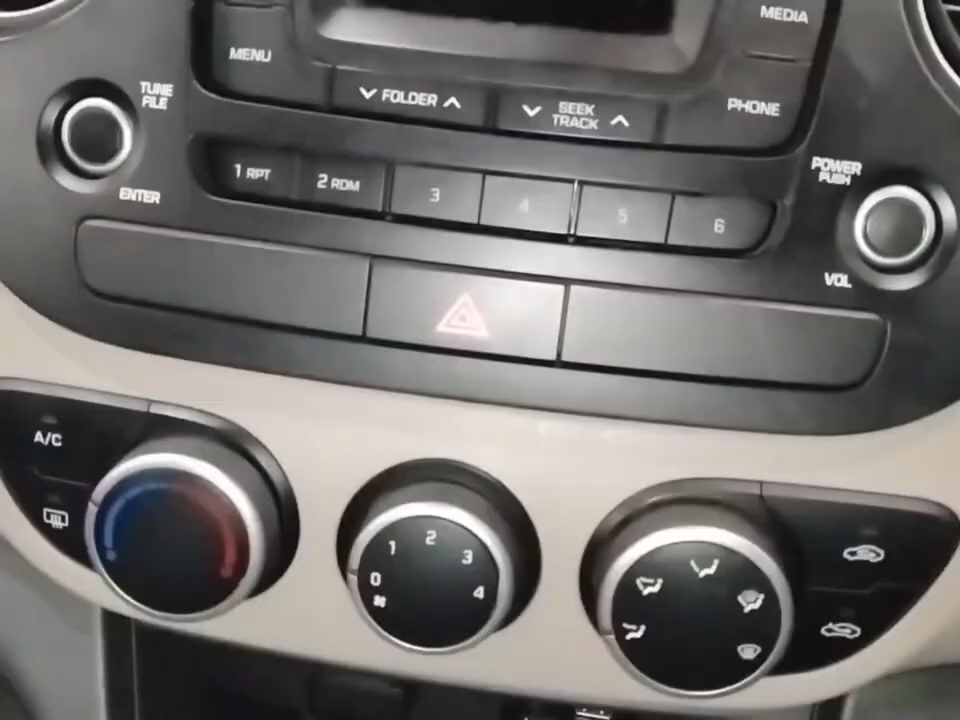 MEDIA
MENU
FOLDER
SEEK
TRACK
PHONE
TUNE
FILE
ENTER
1 RPT
2 RDM
3
4
5
6
POWER
PUSH
VOL
A/C
0
1
2
3
4